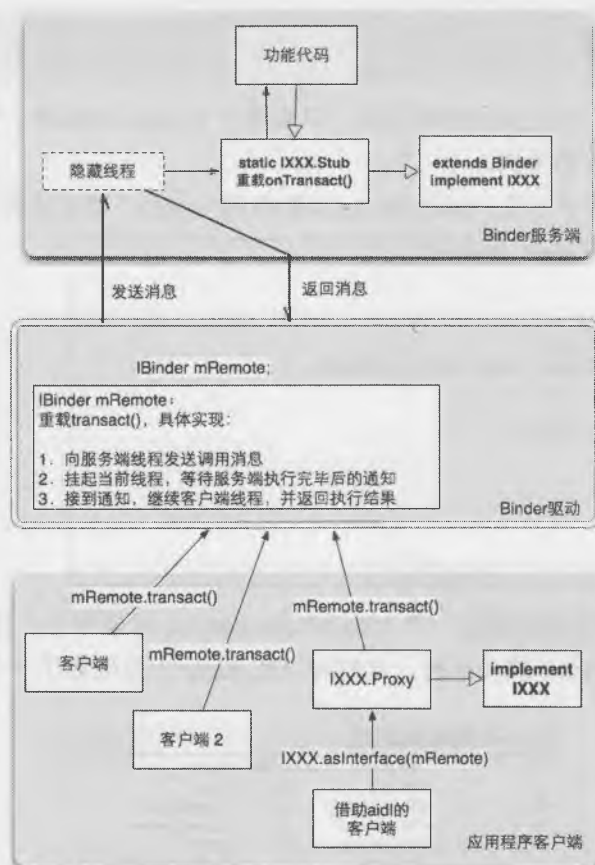 功能代码
隐藏线程
static IXXX.Stub
重载onTransact()
extends Binder
implement IXXX
Binder服务端
发送消息
返回消息
IBinder mRemote;
IBinder mRemote:
重载transact(),具体实现:
1. 向服务端线程发送调用消息
2. 挂起当前线程,等待服务端执行完毕后的通知
3. 接到通知,继续客户端线程,并返回执行结果
Binder驱动
mRemote.transact()
mRemote.transact()
mRemote.transact()
客户端
客户端 2
IXXX.Proxy
implement
IXXX
IXXX.asInterface(mRemote)
借助aidl的
客户端
应用程序客户端